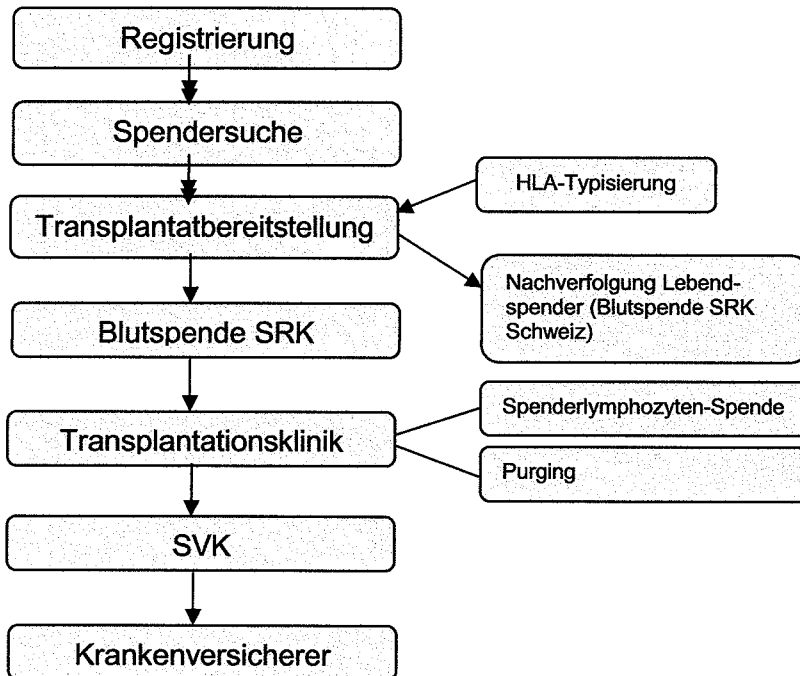 Registrierung
Spendersuche
HLA-Typisierung
Transplantatbereitstellung
Nachverfolgung Lebend-
spender (Blutspende SRK
Schweiz)
Blutspende SRK
Spenderlymphozyten-Spende
Transplantationsklinik
Purging
SVK
Krankenversicherer